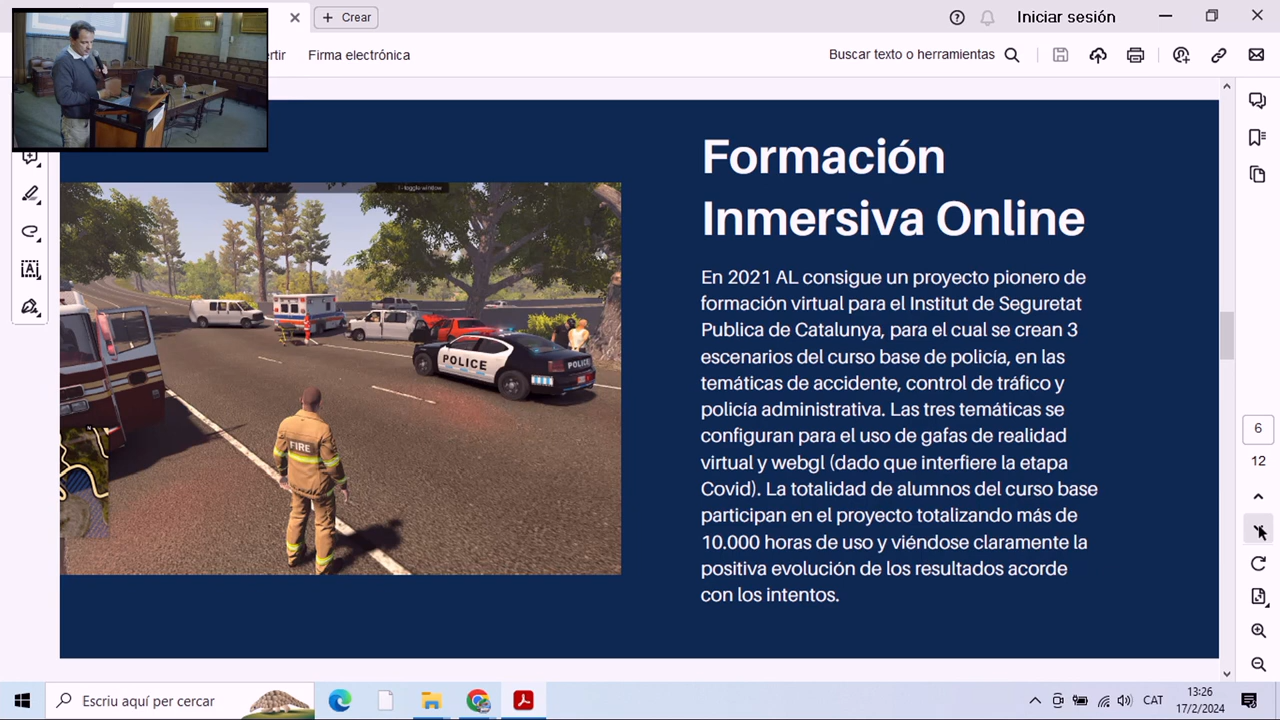 Crear
Iniciar sesión
rtir
Firma electrónica
Buscar texto o herramientas
Formación
Inmersiva Online
En 2021 AL consigue un proyecto pionero de
formación virtual para el Institut de Seguretat
Publica de Catalunya, para el cual se crean 3
escenarios del curso base de policía, en las
temáticas de accidente, control de tráfico y
policía administrativa. Las tres temáticas se
configuran para el uso de gafas de realidad
virtual y webgl (dado que interfiere la etapa
Covid). La totalidad de alumnos del curso base
participan en el proyecto totalizando más de
10.000 horas de uso y viéndose claramente la
positiva evolución de los resultados acorde
con los intentos.
toggle window
POLICE
POLICE
FIRE
6
12
Escriu aquí per cercar
CAT
13:26
17/2/2024